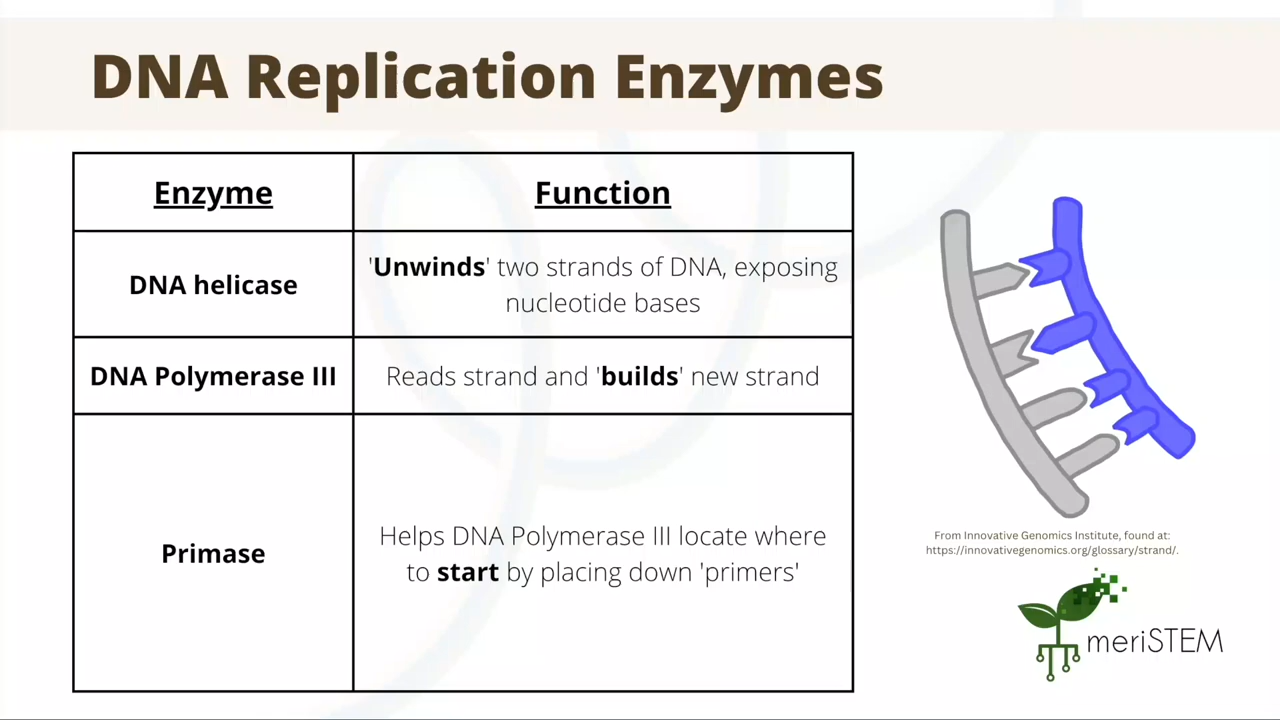 DNA Replication Enzymes
Enzyme
Function
DNA helicase
'Unwinds' two strands of DNA, exposing
nucleotide bases
DNA Polymerase III
Reads strand and 'builds' new strand
Primase
Helps DNA Polymerase III locate where
to start by placing down 'primers'
From Innovative Genomics Institute, found at:
https://innovativegenomics.org/glossary/strand/.
meriSTEM